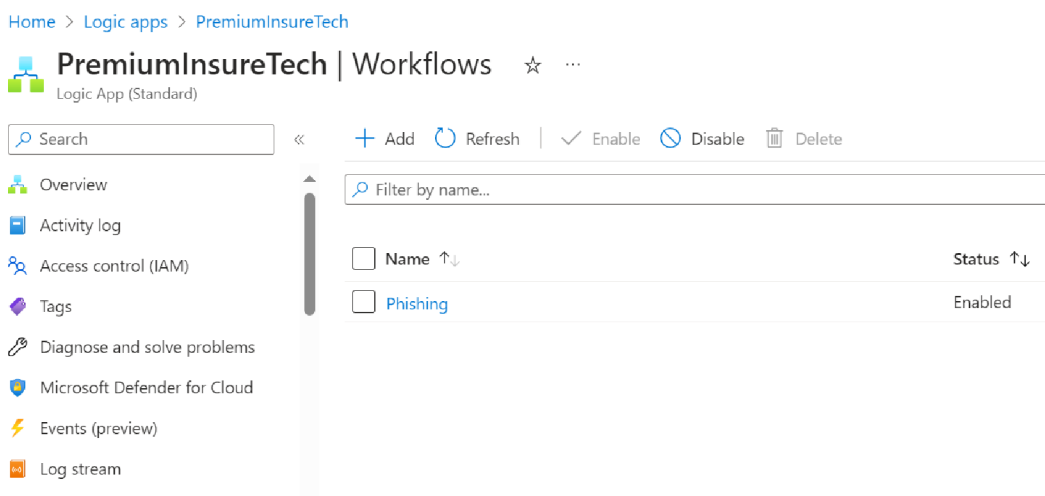 Home > Logic apps > PremiumInsureTech
PremiumInsureTech | Workflows ☆ ...
Logic App (Standard)
Search «
Add Refresh | Enable Disable Delete
Filter by name...
Overview
Activity log
Access control (IAM)
Tags
Diagnose and solve problems
Microsoft Defender for Cloud
Events (preview)
Log stream
Name ↑↓ Status ↑↓
Phishing Enabled